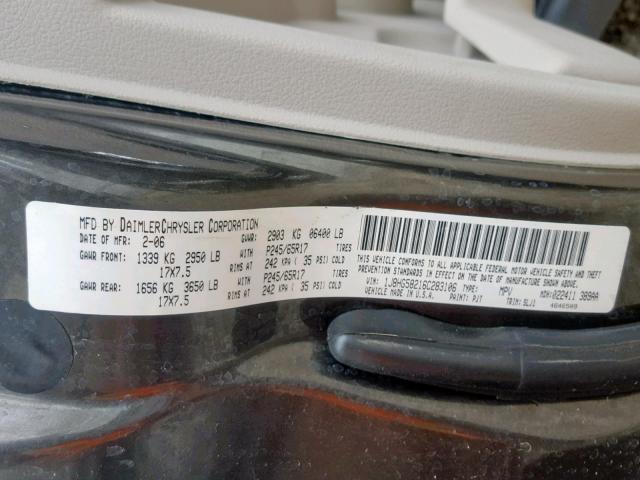 MFD BY DAIMLERCHRYSLER CORPORATION
DATE OF MFR: 2-06 GVWR: 2903 KG 06400 LB
GAWR FRONT: 1339 KG 2950 LB WITH P245/65R17 TIRES
17X7.5 RIMS AT 242 KPA ( 35 PSI) COLD
GAWR REAR: 1656 KG 3650 LB WITH P245/65R17 TIRES
17X7.5 RIMS AT 242 KPA ( 35 PSI) COLD
THIS VEHICLE CONFORMS TO ALL APPLICABLE FEDERAL MOTOR VEHICLE SAFETY AND THEFT
PREVENTION STANDARDS IN EFFECT ON THE DATE OF MANUFACTURE SHOWN ABOVE.
VIN: 1J8HG58216C283106 TYPE: MPV MDH:022411 389AA
VEHICLE MADE IN U.S.A. PAINT: PJT TRIM: 5LJ1